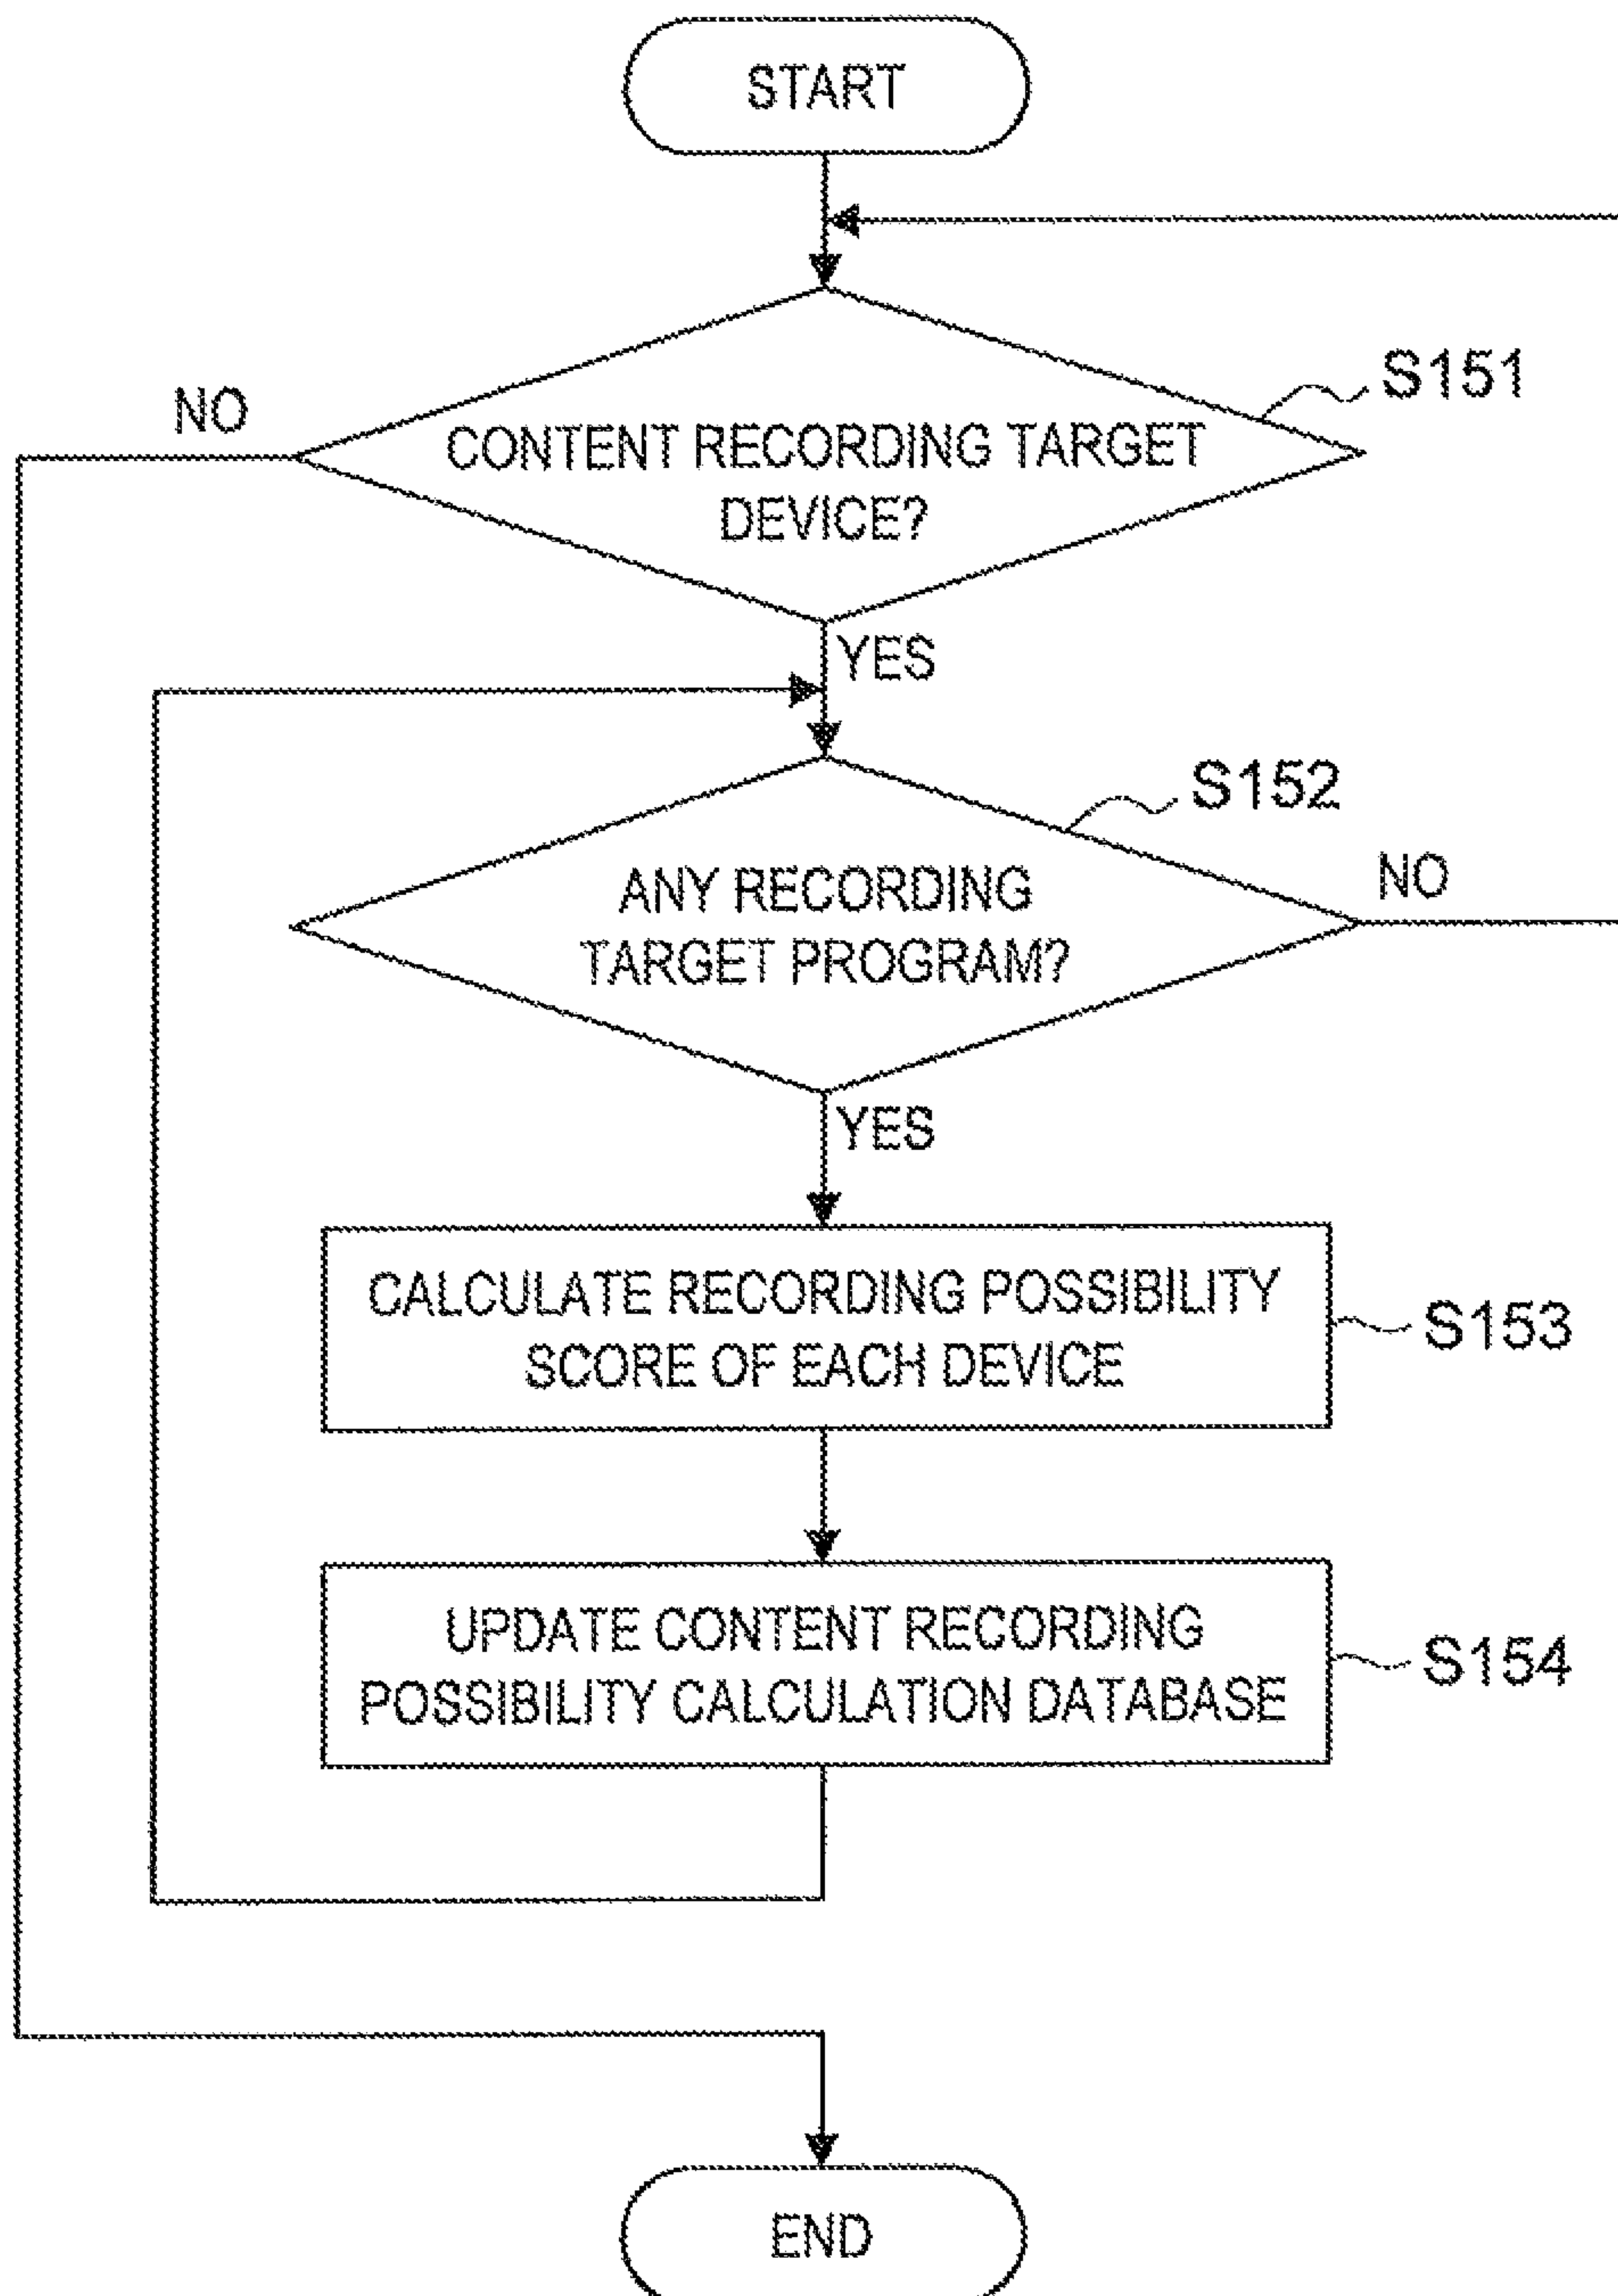 START
S151
NO
CONTENT RECORDING TARGET
DEVICE?
YES
S152
ANY RECORDING
TARGET PROGRAM?
NO
YES
CALCULATE RECORDING POSSIBILITY
SCORE OF EACH DEVICE
S153
UPDATE CONTENT RECORDING
POSSIBILITY CALCULATION DATABASE
S154
END